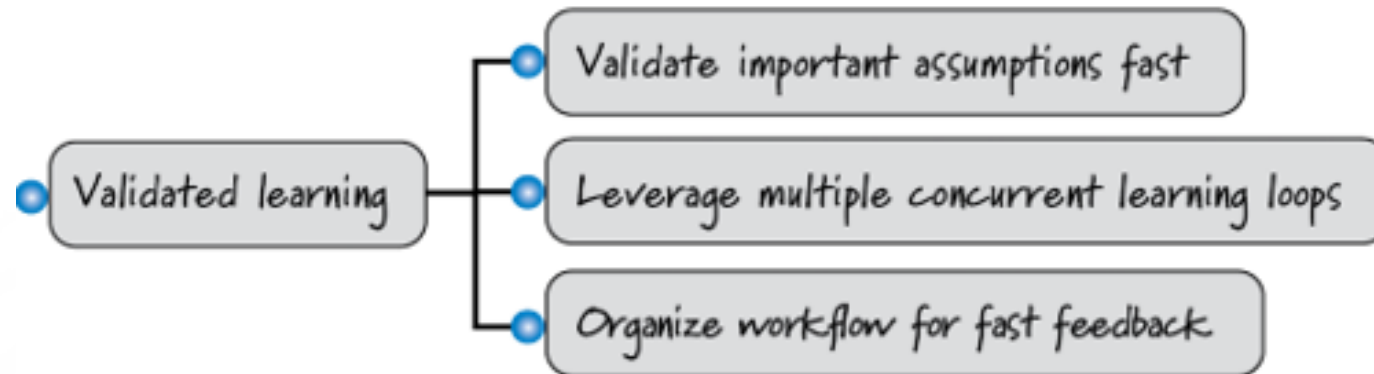 Validated learning
Validate important assumptions fast
Leverage multiple concurrent learning loops
Organize workflow for fast feedback